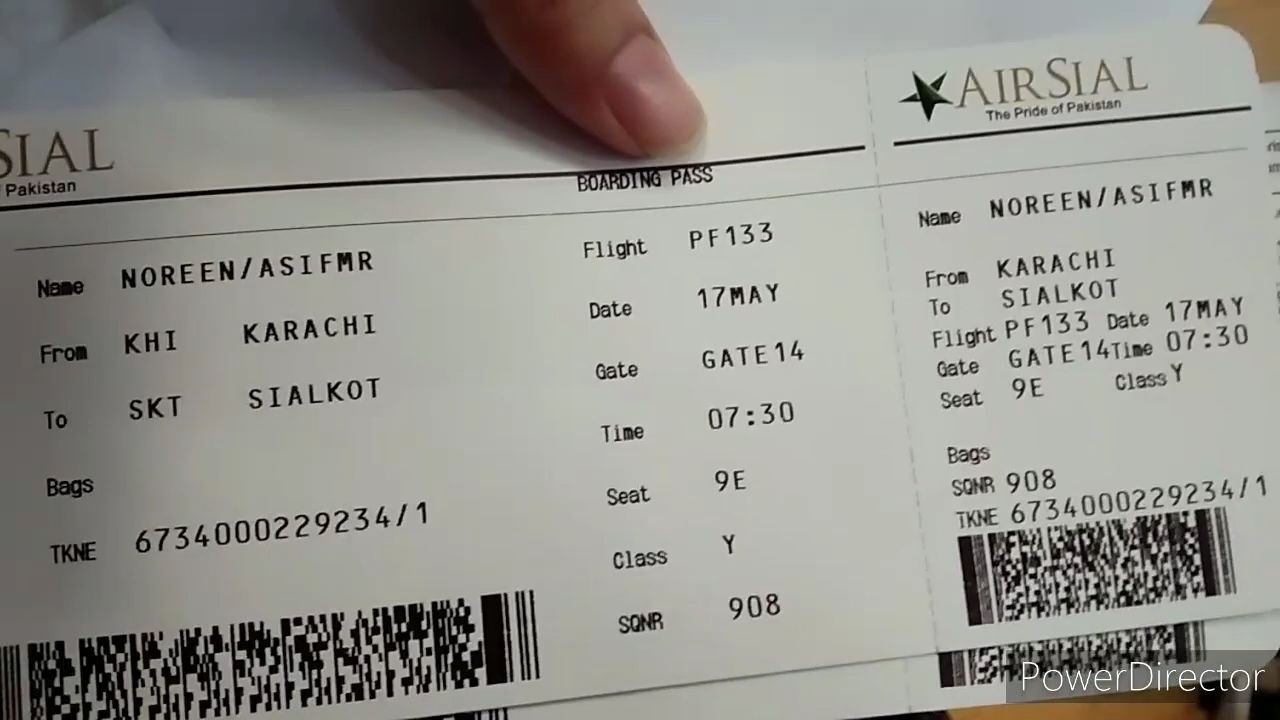 SIAL
Pakistan
BOARDING PASS
Name NOREEN/ASIFMR
From KHI KARACHI
To SKT SIALKOT
Bags
TKNE 6734000229234/1
Flight PF133
Date 17MAY
Gate GATE14
Time 07:30
Seat 9E
Class Y
SQNR 908
AIRSIAL
The Pride of Pakistan
Name NOREEN/ASIFMR
From KARACHI
To SIALKOT
Flight PF133 Date 17MAY
Gate GATE14 Time 07:30
Seat 9E Class Y
Bags
SQNR 908
TKNE 6734000229234/1
PowerDirector